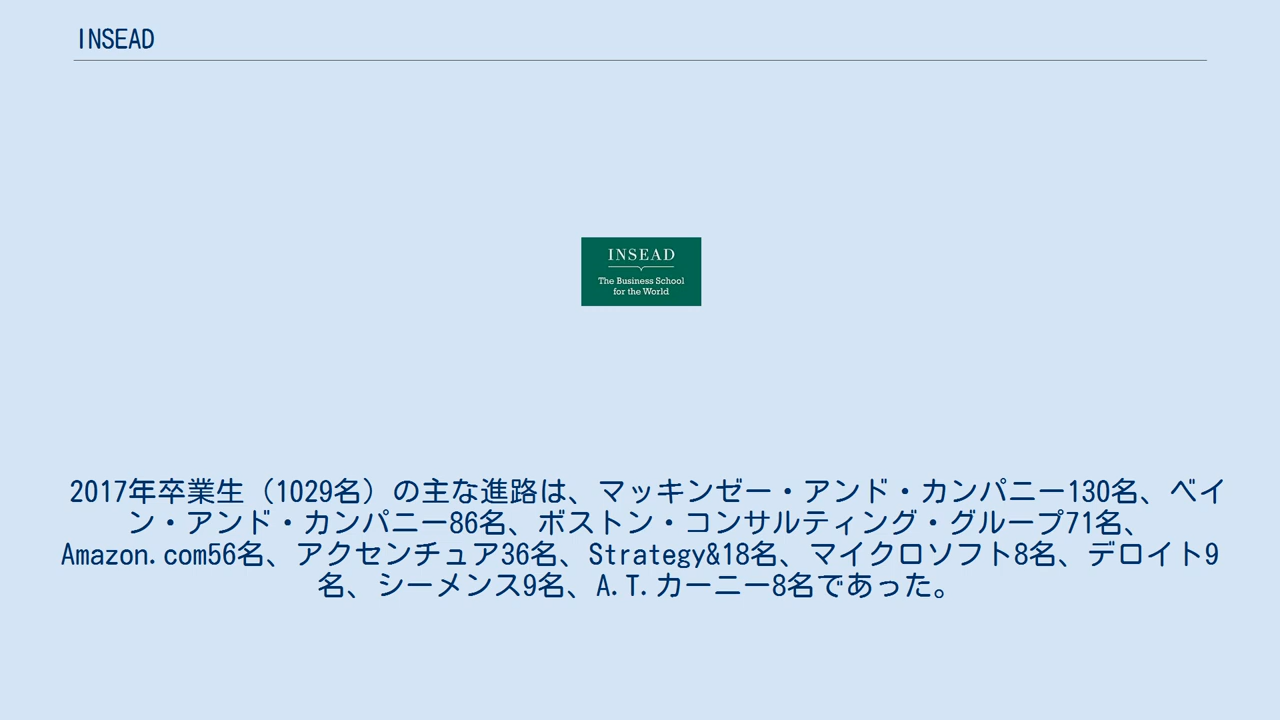 INSEAD
INSEAD
The Business School
for the World
2017年卒業生（1029名）の主な進路は、マッキンゼー・アンド・カンパニー130名、ベイ
ン・アンド・カンパニー86名、ボストン・コンサルティング・グループ71名、
Amazon.com56名、アクセンチュア36名、Strategy&18名、マイクロソフト8名、デロイト9
名、シーメンス9名、A.T.カーニー8名であった。